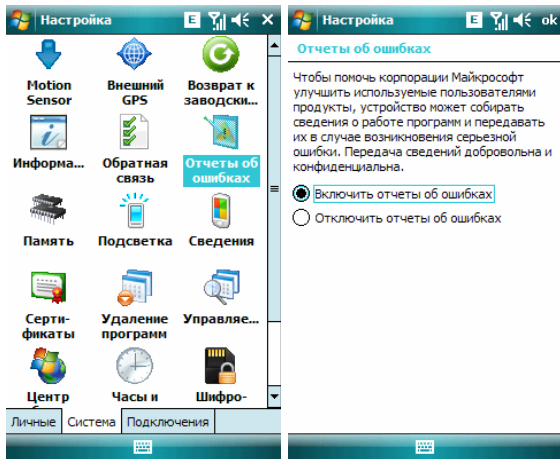 Настройка
E
Motion Sensor
Внешний GPS
Возврат к заводски...
Информа...
Обратная связь
Отчеты об ошибках
Память
Подсветка
Сведения
Серти-фикаты
Удаление программ
Управляе...
Центр
Часы и
Шифро-
Личные
Система
Подключения
Настройка
E
ok
Отчеты об ошибках
Чтобы помочь корпорации Майкрософт
улучшить используемые пользователями
продукты, устройство может собирать
сведения о работе программ и передавать
их в случае возникновения серьезной
ошибки. Передача сведений добровольна и
конфиденциальна.
Включить отчеты об ошибках
Отключить отчеты об ошибках